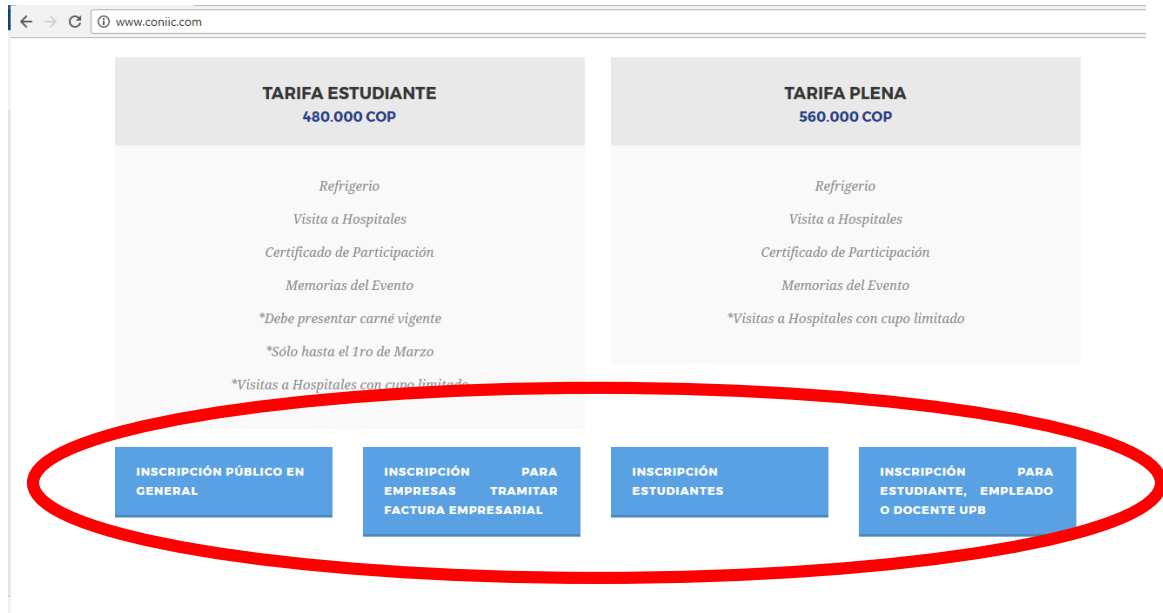 www.coniic.com
TARIFA ESTUDIANTE
480.000 COP
Refrigerio
Visita a Hospitales
Certificado de Participación
Memorias del Evento
*Debe presentar carné vigente
*Sólo hasta el 1ro de Marzo
*Visitas a Hospitales con cupo limitado
TARIFA PLENA
560.000 COP
Refrigerio
Visita a Hospitales
Certificado de Participación
Memorias del Evento
*Visitas a Hospitales con cupo limitado
INSCRIPCIÓN PÚBLICO EN
GENERAL
INSCRIPCIÓN PARA
EMPRESAS TRAMITAR
FACTURA EMPRESARIAL
INSCRIPCIÓN
ESTUDIANTES
INSCRIPCIÓN PARA
ESTUDIANTE, EMPLEADO
O DOCENTE UPB